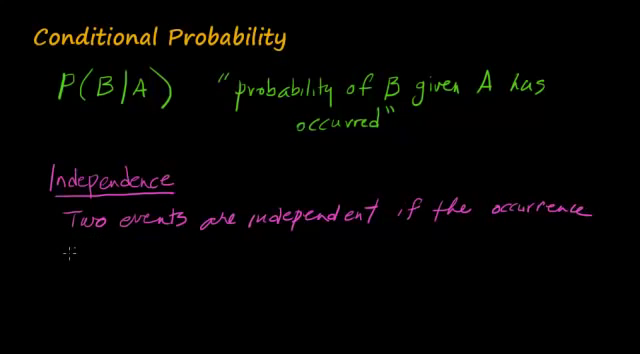 Conditional Probability
P(B/A) "probability of B given A has
occurred"
Independence
Two events are independent if the occurrence